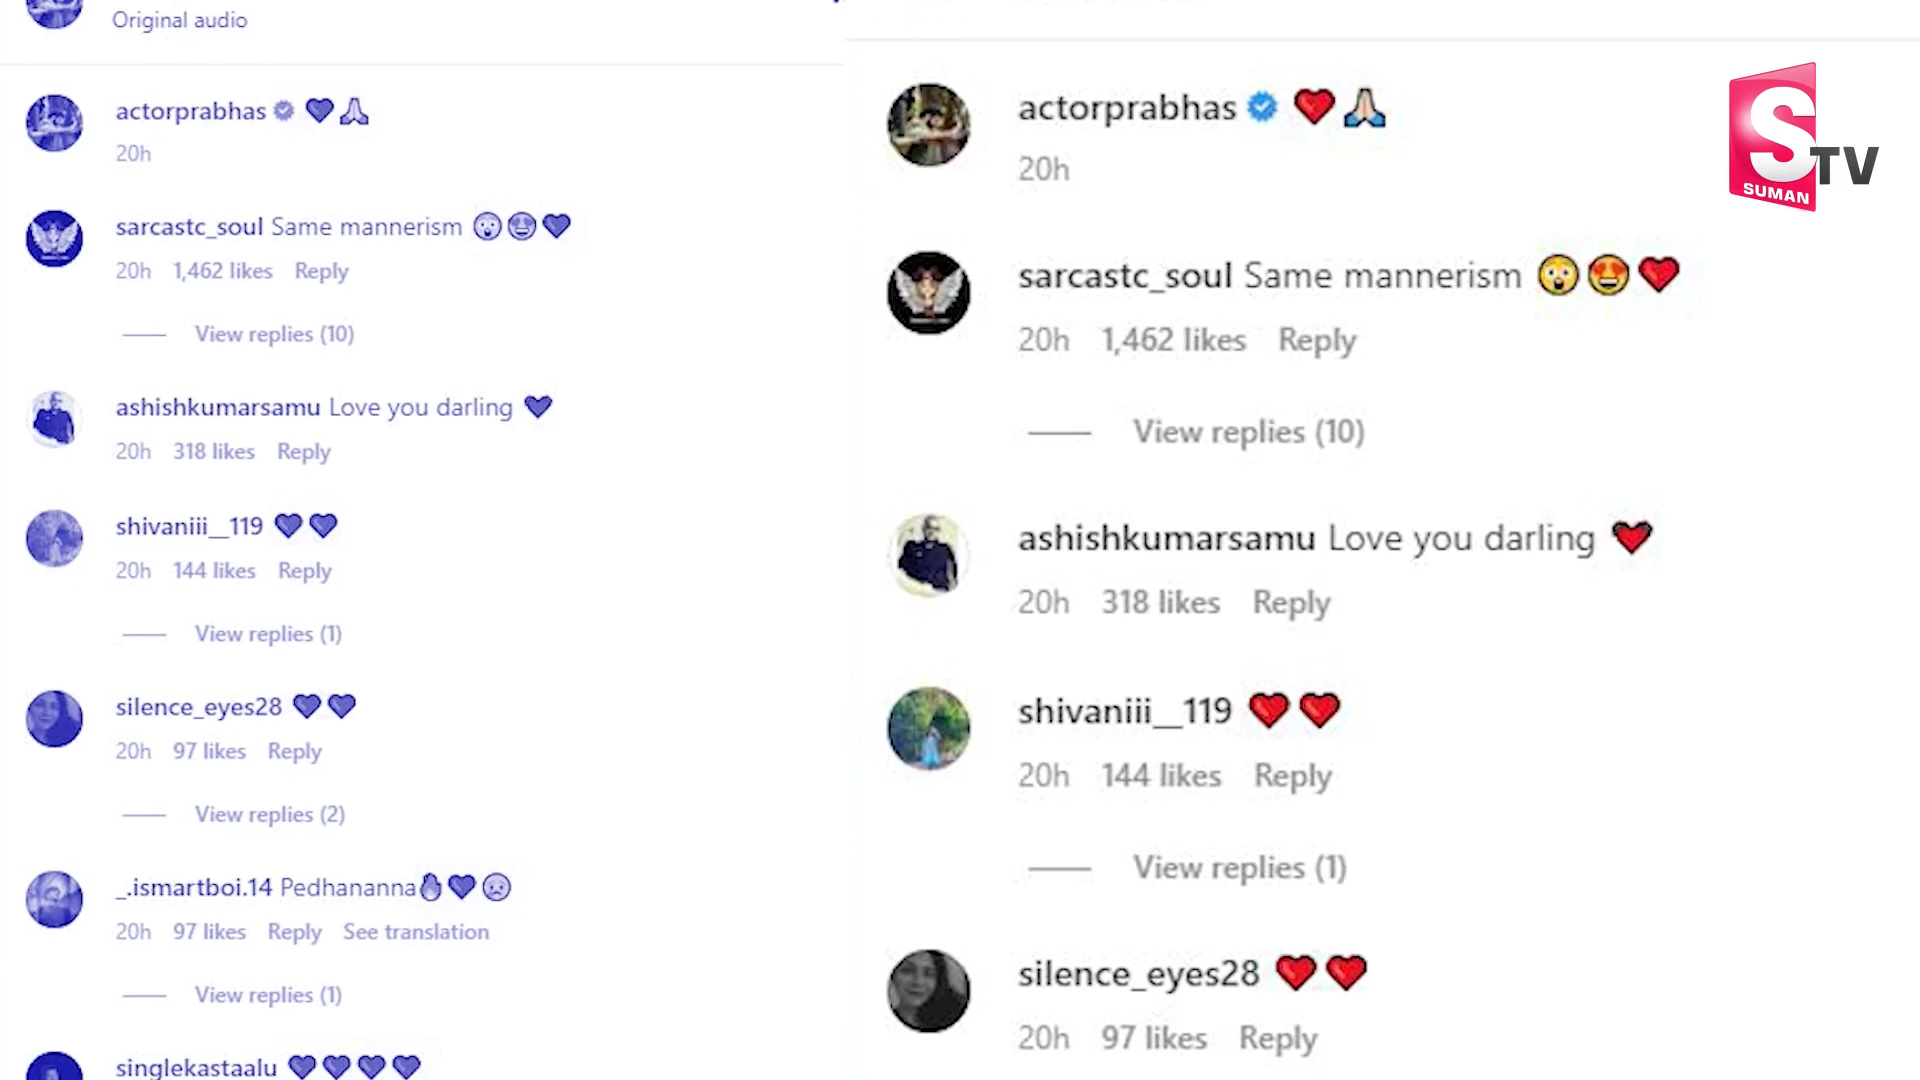 Original audio
actorprabhas ❤️🙏
20h
sarcastc_soul Same mannerism 😲😍❤️
20h 1,462 likes Reply
View replies (10)
ashishkumarsamu Love you darling ❤️
20h 318 likes Reply
shivaniii__119 ❤️❤️
20h 144 likes Reply
View replies (1)
silence_eyes28 ❤️❤️
20h 97 likes Reply
View replies (2)
_.ismartboi.14 Pedhananna🔥❤️😞
20h 97 likes Reply See translation
View replies (1)
singlekastaalu ❤️❤️❤️❤️
actorprabhas ❤️🙏
20h
sarcastc_soul Same mannerism 😲😍❤️
20h 1,462 likes Reply
View replies (10)
ashishkumarsamu Love you darling ❤️
20h 318 likes Reply
shivaniii__119 ❤️❤️
20h 144 likes Reply
View replies (1)
silence_eyes28 ❤️❤️
20h 97 likes Reply
S TV
SUMAN